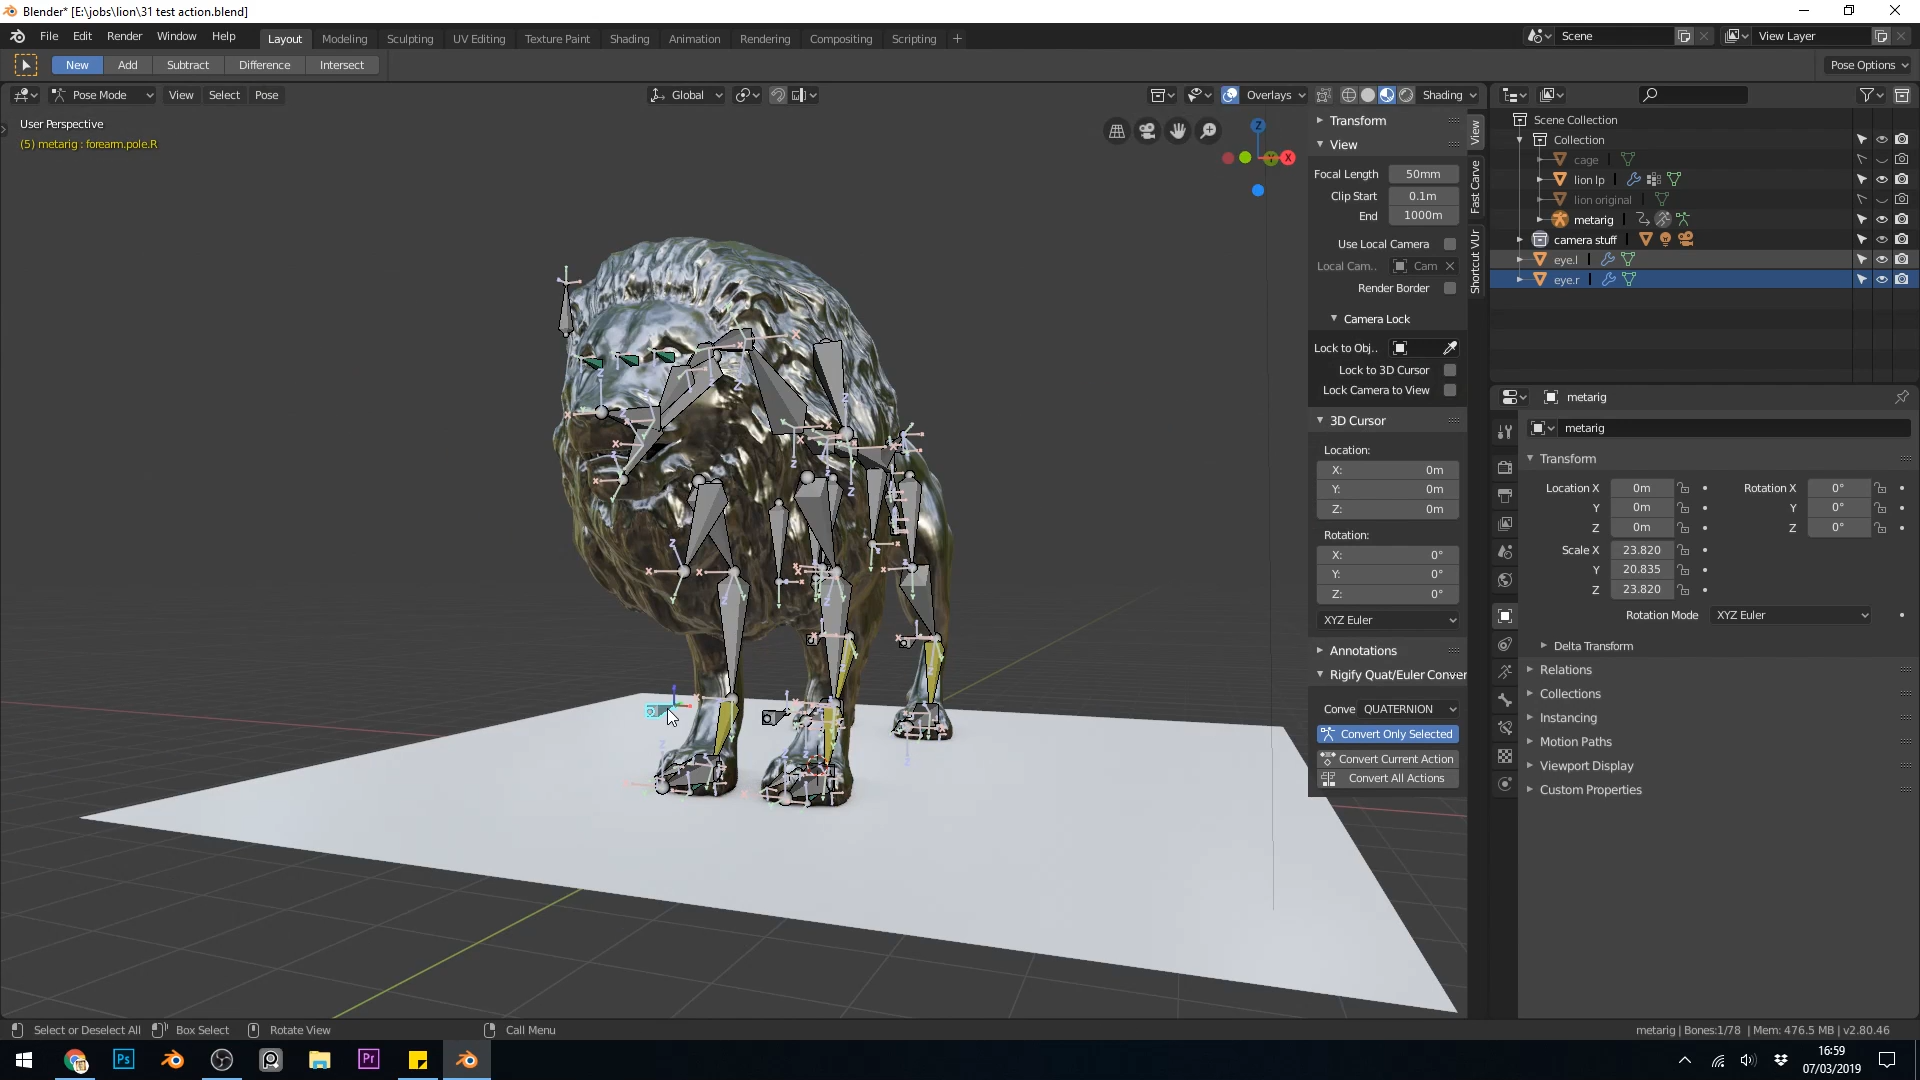 Blender* [E:\jobs\lion\31 test action.blend]
File Edit Render Window Help Layout Modeling Sculpting UV Editing Texture Paint Shading Animation Rendering Compositing Scripting + Scene View Layer
New Add Subtract Difference Intersect Pose Options
Pose Mode View Select Pose Global Overlays Shading
User Perspective
(5) metarig : forearm.pole.R
Z
X
Y
Transform
View
Focal Length 50mm
Clip Start 0.1m
End 1000m
Use Local Camera
Local Cam.. Cam
Render Border
Camera Lock
Lock to Obj..
Lock to 3D Cursor
Lock Camera to View
3D Cursor
Location:
X: 0m
Y: 0m
Z: 0m
Rotation:
X: 0°
Y: 0°
Z: 0°
XYZ Euler
Annotations
Rigify Quat/Euler Conver
Conve QUATERNION
Convert Only Selected
Convert Current Action
Convert All Actions
View
Fast Carve
Shortcut VUr
Scene Collection
Collection
cage
lion lp
lion original
metarig
camera stuff
eye.l
eye.r
metarig
metarig
Transform
Location X 0m Rotation X 0°
Y 0m Y 0°
Z 0m Z 0°
Scale X 23.820
Y 20.835
Z 23.820
Rotation Mode XYZ Euler
Delta Transform
Relations
Collections
Instancing
Motion Paths
Viewport Display
Custom Properties
Select or Deselect All Box Select Rotate View Call Menu metarig | Bones:1/78 | Mem: 476.5 MB | v2.80.46
Ps Pr
16:59
07/03/2019